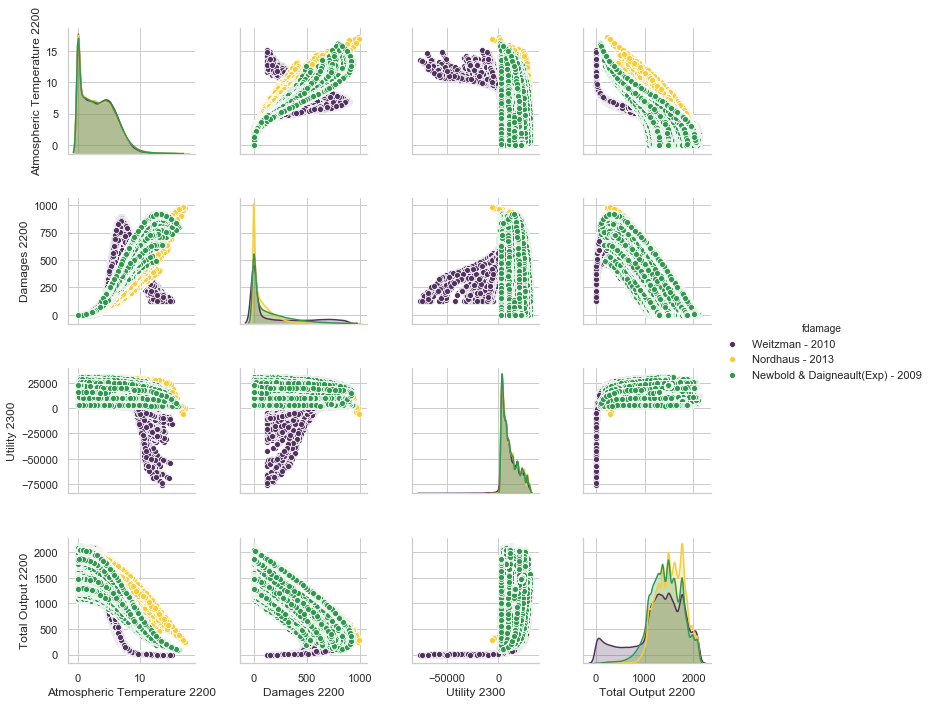 Atmospheric Temperature 2200
15
10
5
0
Damages 2200
1000
750
500
250
0
Utility 2300
25000
0
−25000
−50000
−75000
Total Output 2200
2000
1500
1000
500
0
0 10
Atmospheric Temperature 2200
0 500 1000
Damages 2200
−50000 0
Utility 2300
0 1000 2000
Total Output 2200
fdamage
Weitzman - 2010
Nordhaus - 2013
Newbold & Daigneault(Exp) - 2009